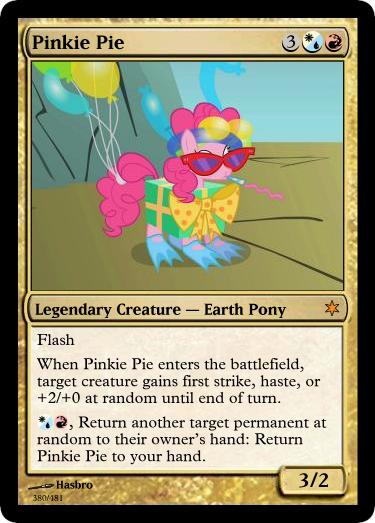 Pinkie Pie 3
Legendary Creature — Earth Pony
Flash
When Pinkie Pie enters the battlefield,
target creature gains first strike, haste, or
+2/+0 at random until end of turn.
, Return another target permanent at
random to their owner's hand: Return
Pinkie Pie to your hand.
Hasbro
3/2
380/481